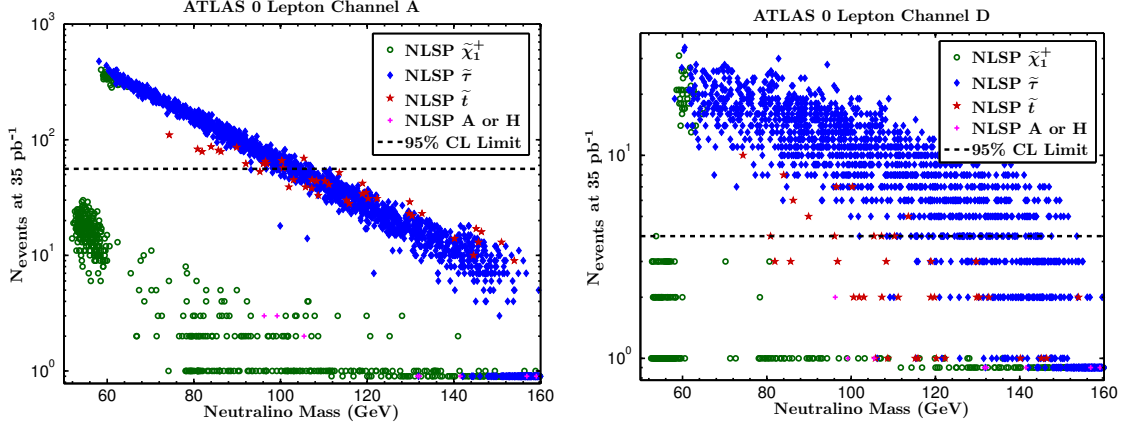 ATLAS 0 Lepton Channel A
N_events at 35 pb⁻¹
10³
10²
10¹
10⁰
NLSP χ̃₁⁺
NLSP τ̃
NLSP t̃
NLSP A or H
95% CL Limit
60 80 100 120 140 160
Neutralino Mass (GeV)
ATLAS 0 Lepton Channel D
N_events at 35 pb⁻¹
10¹
10⁰
NLSP χ̃₁⁺
NLSP τ̃
NLSP t̃
NLSP A or H
95% CL Limit
60 80 100 120 140 160
Neutralino Mass (GeV)